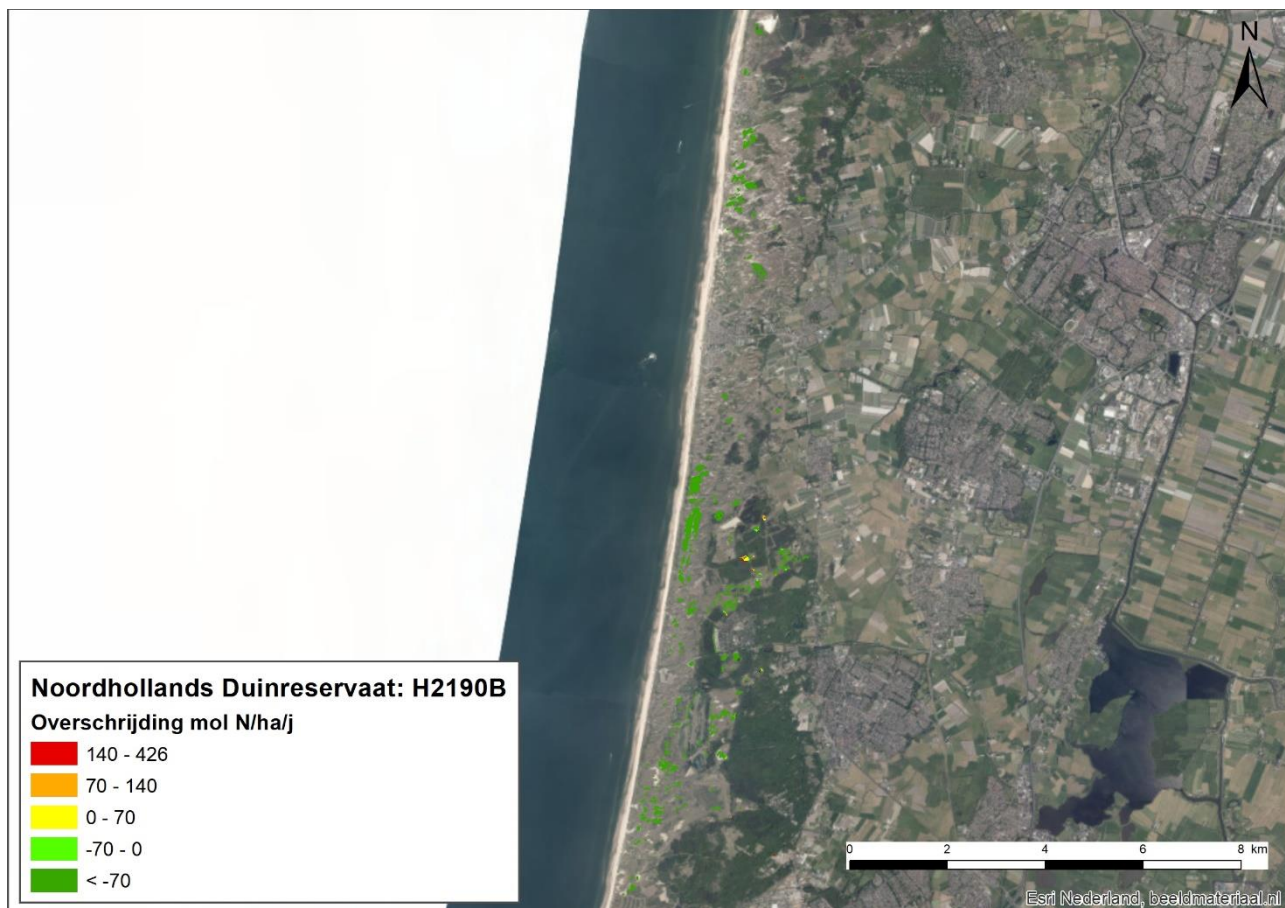 N
Noordhollands Duinreservaat: H2190B
Overschrijding mol N/ha/j
140 - 426
70 - 140
0 - 70
-70 - 0
< -70
0 2 4 6 8 km
Esri Nederland, beeldmateriaal.nl